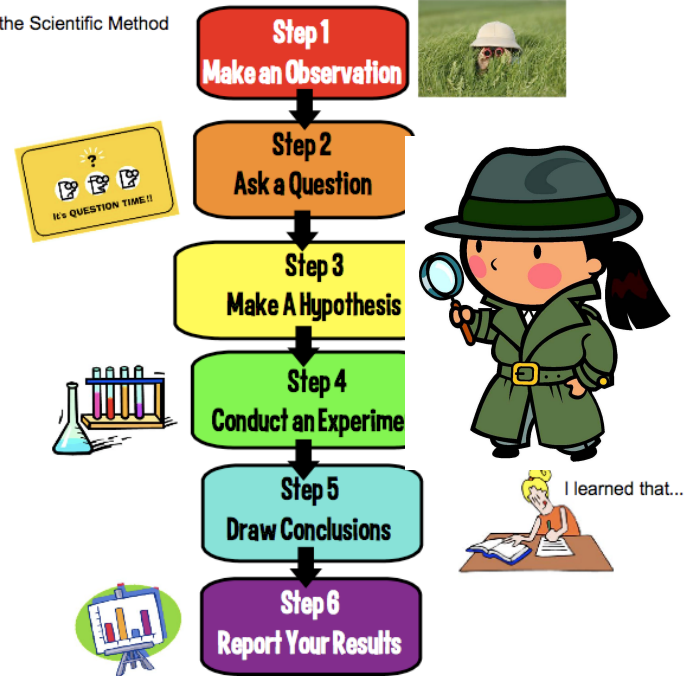 the Scientific Method
Step 1
Make an Observation
Step 2
Ask a Question
?
It's QUESTION TIME!!
Step 3
Make A Hypothesis
Step 4
Conduct an Experime
Step 5
Draw Conclusions
I learned that...
Step 6
Report Your Results